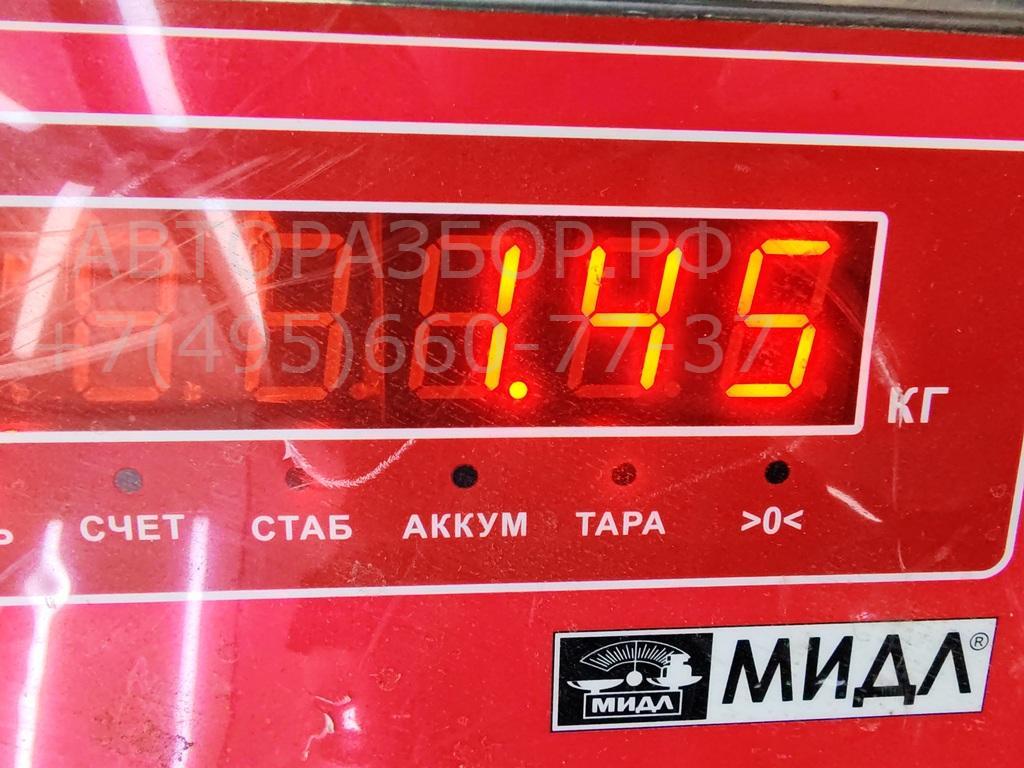 АВТОРАЗБОР.РФ
+7(495)660-77-37
1.45
КГ
СЧЕТ СТАБ АККУМ ТАРА >0<
МИДЛ МИДЛ®